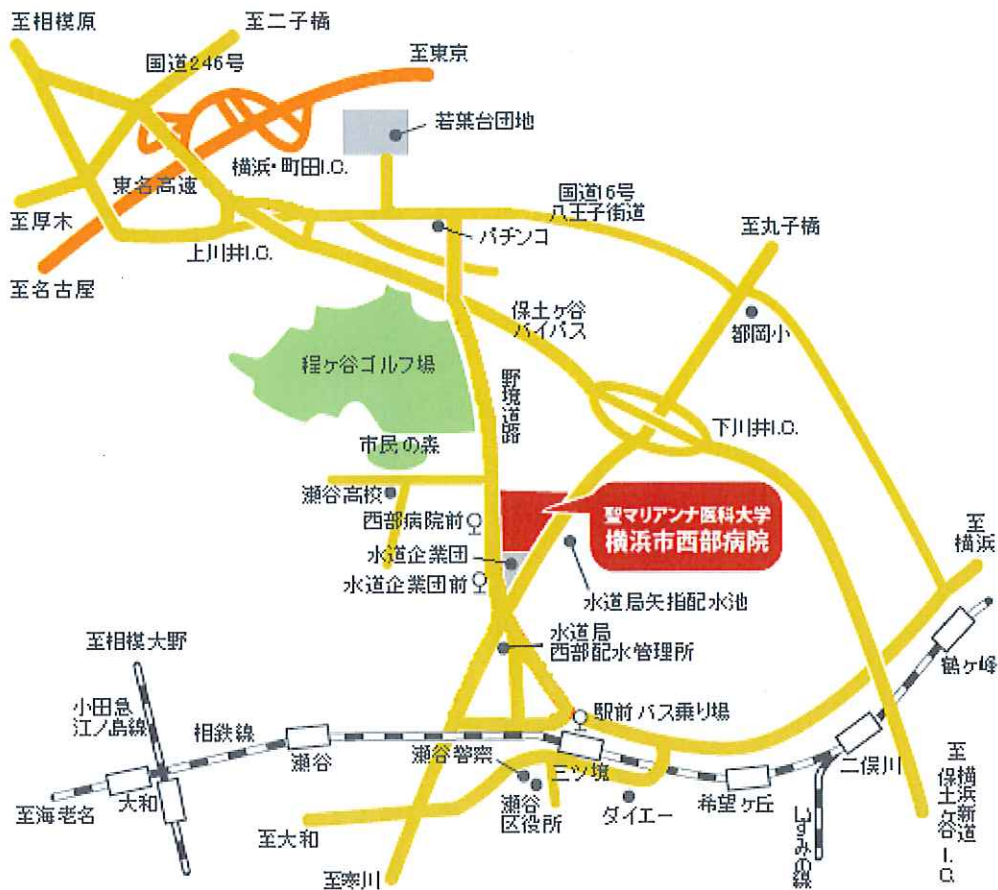 至相模原
至二子橋
国道246号
至東京
若葉台団地
横浜・町田I.C.
東名高速
国道16号
八王子街道
至厚木
至丸子橋
パチンコ
上川井I.C.
至名古屋
保土ヶ谷
バイパス
都岡小
程ヶ谷ゴルフ場
野境道路
下川井I.C.
市民の森
瀬谷高校
聖マリアンナ医科大学
横浜市西部病院
西部病院前
至横浜
水道企業団
水道企業団前
水道局矢指配水池
水道局
西部配水管理所
至相模大野
鶴ヶ峰
小田急
江ノ島線
駅前バス乗り場
相鉄線
瀬谷
瀬谷警察
三ツ境
二俣川
至横浜新道
保土ヶ谷I.C.
大和
至海老名
瀬谷
区役所
ダイエー
希望ヶ丘
いずみの線
至大和
至寒川